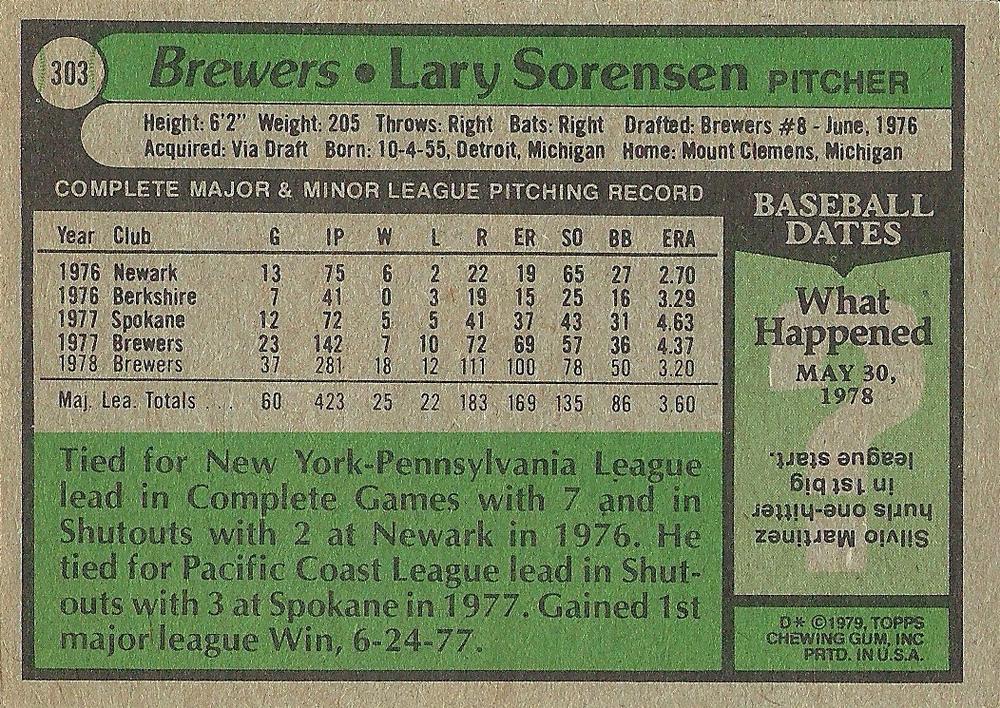 303
Brewers • Lary Sorensen PITCHER
Height: 6'2" Weight: 205 Throws: Right Bats: Right Drafted: Brewers #8 - June, 1976
Acquired: Via Draft Born: 10-4-55, Detroit, Michigan Home: Mount Clemens, Michigan
COMPLETE MAJOR & MINOR LEAGUE PITCHING RECORD
Year Club G IP W L R ER SO BB ERA
1976 Newark 13 75 6 2 22 19 65 27 2.70
1976 Berkshire 7 41 0 3 19 15 25 16 3.29
1977 Spokane 12 72 5 5 41 37 43 31 4.63
1977 Brewers 23 142 7 10 72 69 57 36 4.37
1978 Brewers 37 281 18 12 111 100 78 50 3.20
Maj. Lea. Totals ... 60 423 25 22 183 169 135 86 3.60
Tied for New York-Pennsylvania League
lead in Complete Games with 7 and in
Shutouts with 2 at Newark in 1976. He
tied for Pacific Coast League lead in Shut-
outs with 3 at Spokane in 1977. Gained 1st
major league Win, 6-24-77.
BASEBALL
DATES
What
Happened
MAY 30,
1978
?
Silvio Martinez
hurls one-hitter
in 1st big
league start.
D* ©1979, TOPPS
CHEWING GUM, INC
PRTD. IN U.S.A.